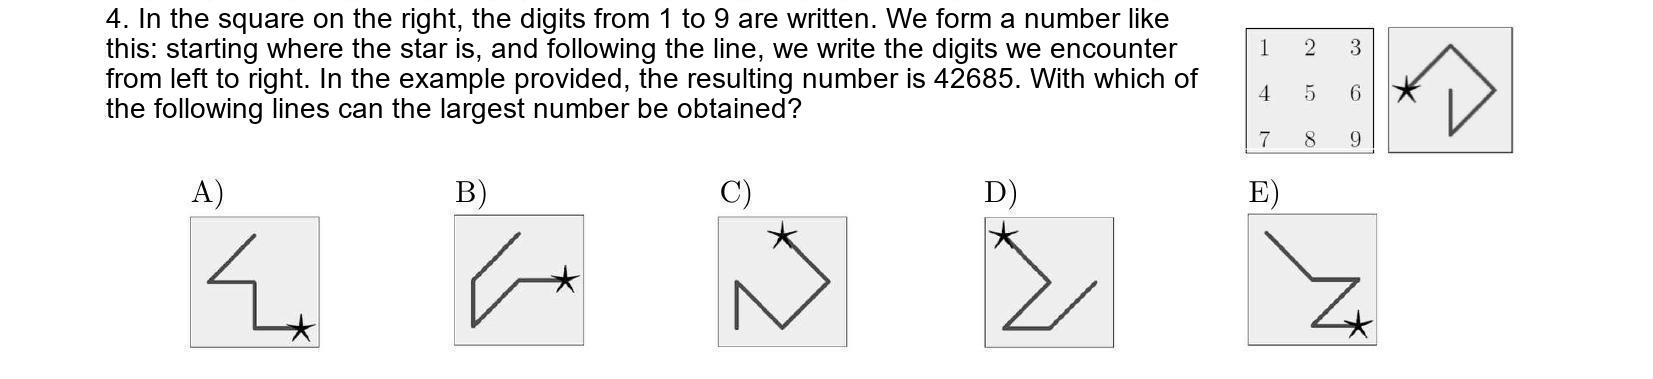 4. In the square on the right, the digits from 1 to 9 are written. We form a number like
this: starting where the star is, and following the line, we write the digits we encounter
from left to right. In the example provided, the resulting number is 42685. With which of
the following lines can the largest number be obtained?
1 2 3
4 5 6
7 8 9
A) B) C) D) E)